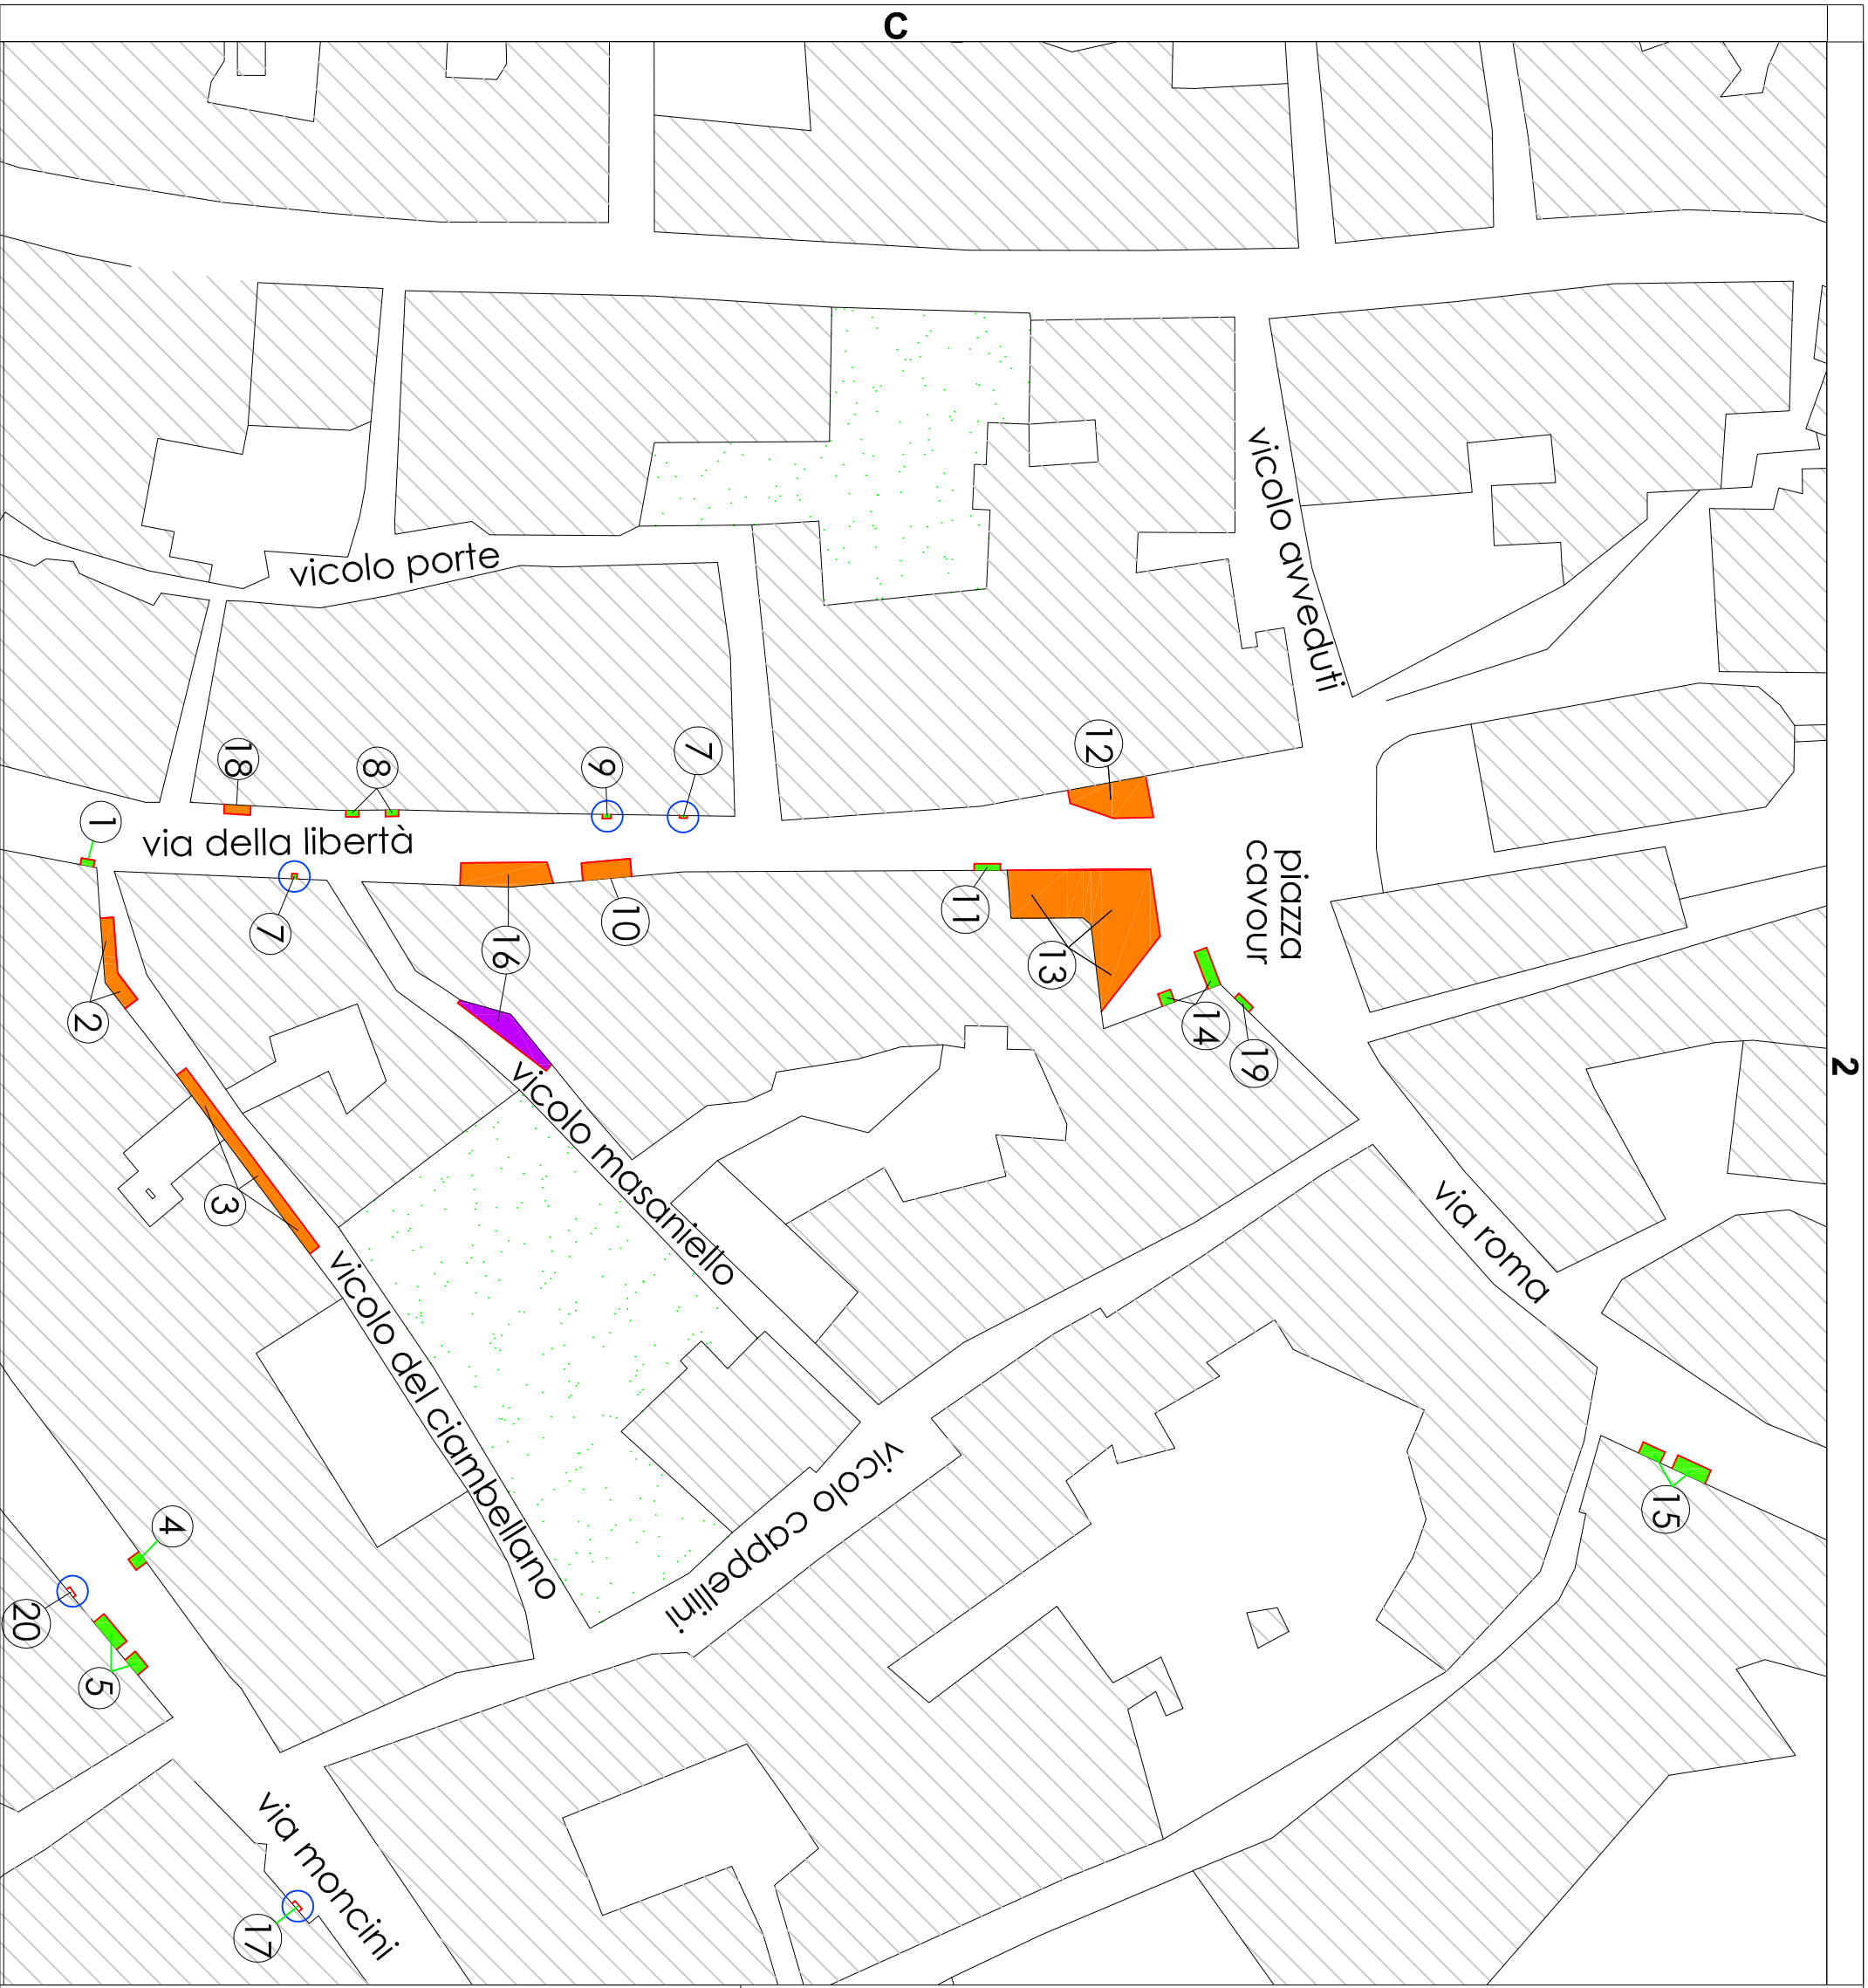 C
2
vicolo porte
vicolo avveduti
12
7
9
8
18
1
via della libertà
piazza
cavour
11
10
7
16
13
14
19
2
vicolo masaniello
3
via roma
vicolo del ciambellano
vicolo cappellini
15
4
20
5
via moncini
17